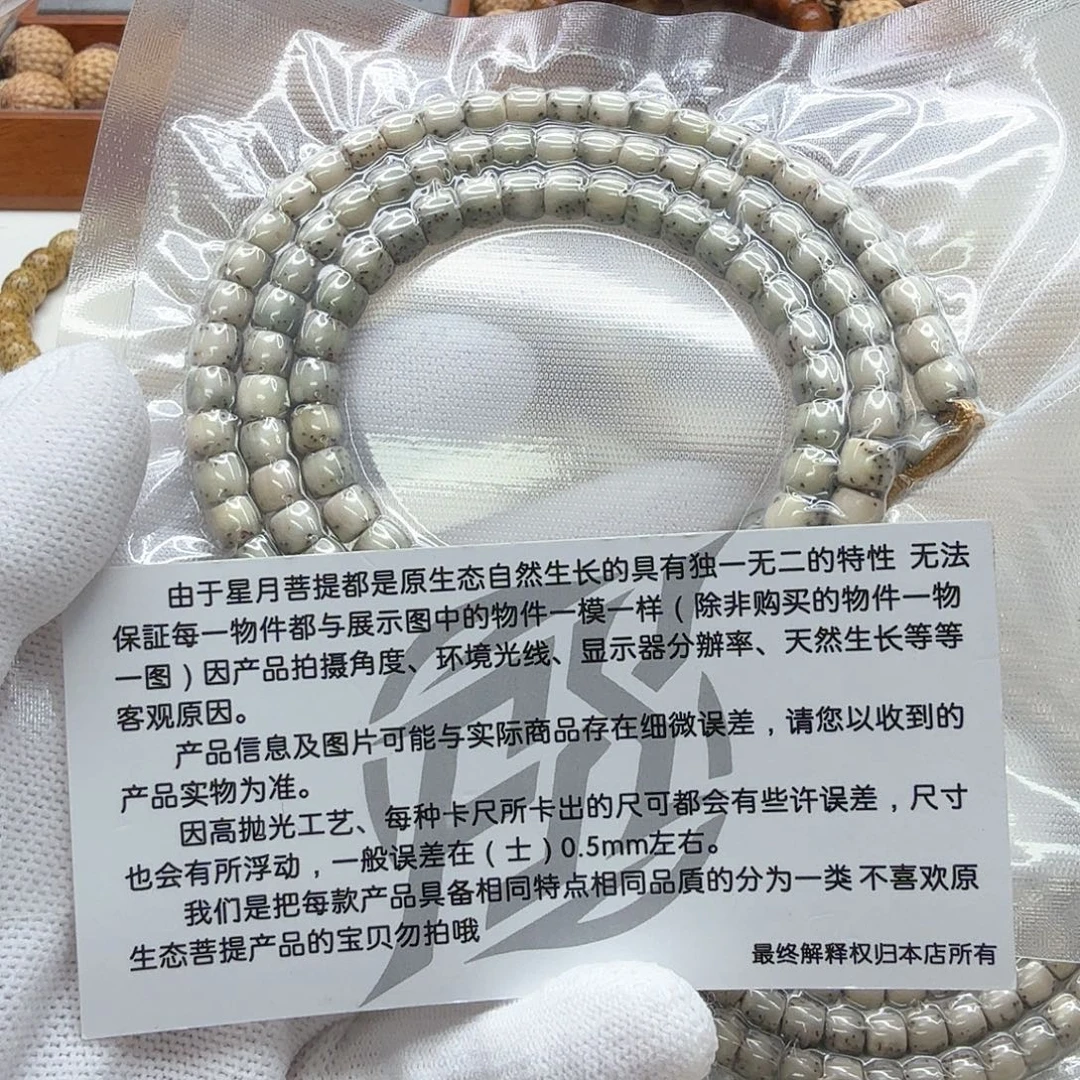 由于星月菩提都是原生态自然生长的具有独一无二的特性 无法
保証每一物件都与展示图中的物件一模一样(除非购买的物件一物
一图)因产品拍摄角度、环境光线、显示器分辦率、天然生长等等
客观原因。
产品信息及图片可能与实际商品存在细微误差,请您以收到的
产品实物为准。
因高抛光工艺、每种卡尺所卡出的尺可都会有些许误差,尺寸
也会有所浮动,一般误差在(士)0.5mm左右。
我们是把每款产品具备相同特点相同品质的分为一类 不喜欢原
生态菩提产品的宝贝勿拍哦
最终解释权归本店所有